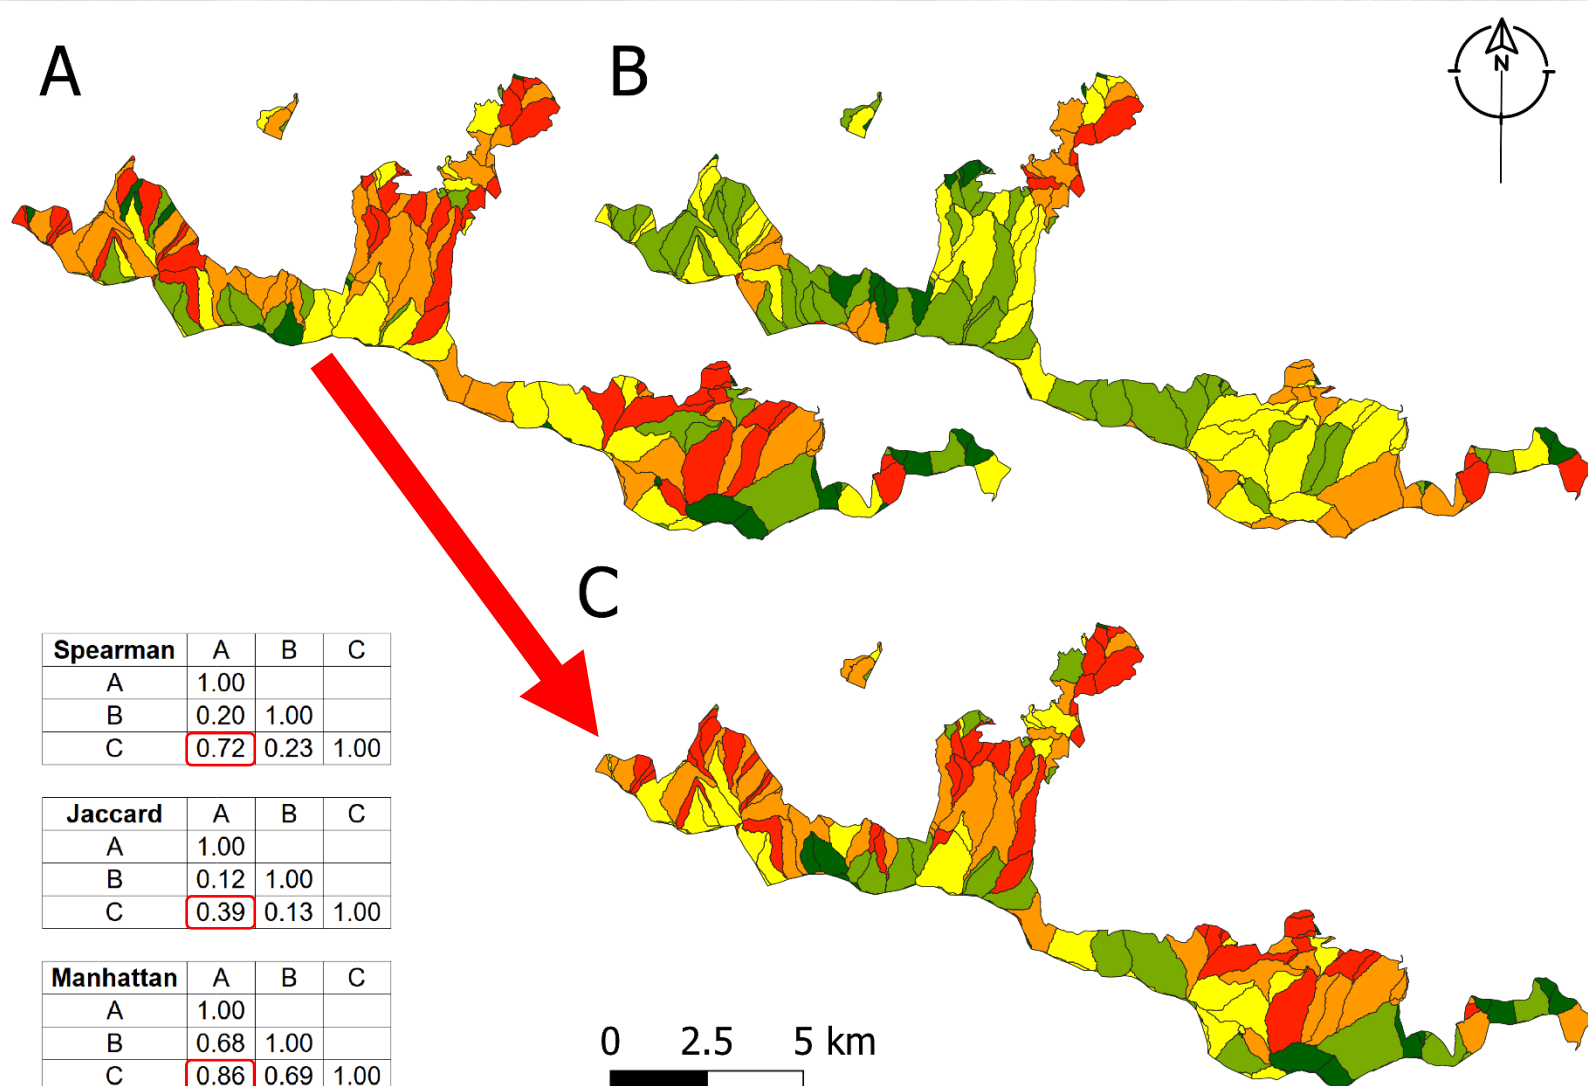 A
B
N
C
Spearman A B C
A 1.00
B 0.20 1.00
C 0.72 0.23 1.00
Jaccard A B C
A 1.00
B 0.12 1.00
C 0.39 0.13 1.00
Manhattan A B C
A 1.00
B 0.68 1.00
C 0.86 0.69 1.00
0 2.5 5 km